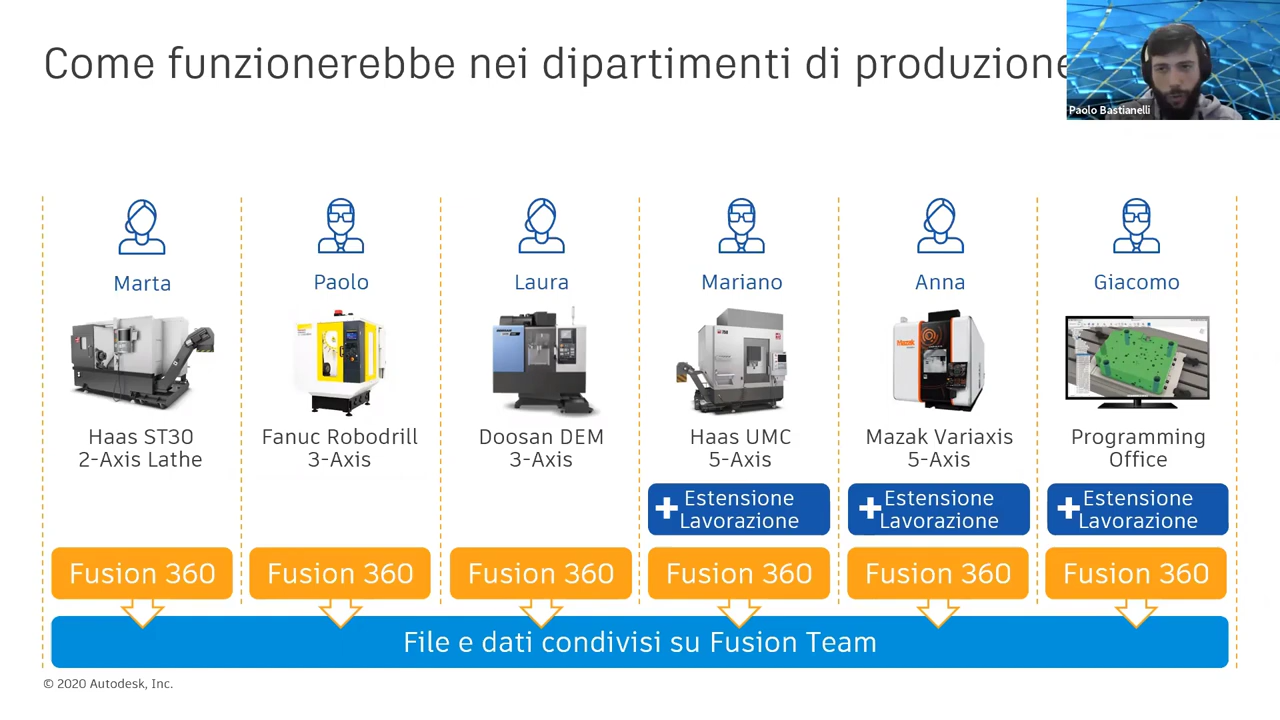 Come funzionerebbe nei dipartimenti di produzione
Paolo Bastianelli
Marta
Paolo
Laura
Mariano
Anna
Giacomo
Mazak
Haas ST30
2-Axis Lathe
Fanuc Robodrill
3-Axis
Doosan DEM
3-Axis
Haas UMC
5-Axis
Mazak Variaxis
5-Axis
Programming
Office
Estensione
Lavorazione
Estensione
Lavorazione
Estensione
Lavorazione
Fusion 360
Fusion 360
Fusion 360
Fusion 360
Fusion 360
Fusion 360
File e dati condivisi su Fusion Team
© 2020 Autodesk, Inc.